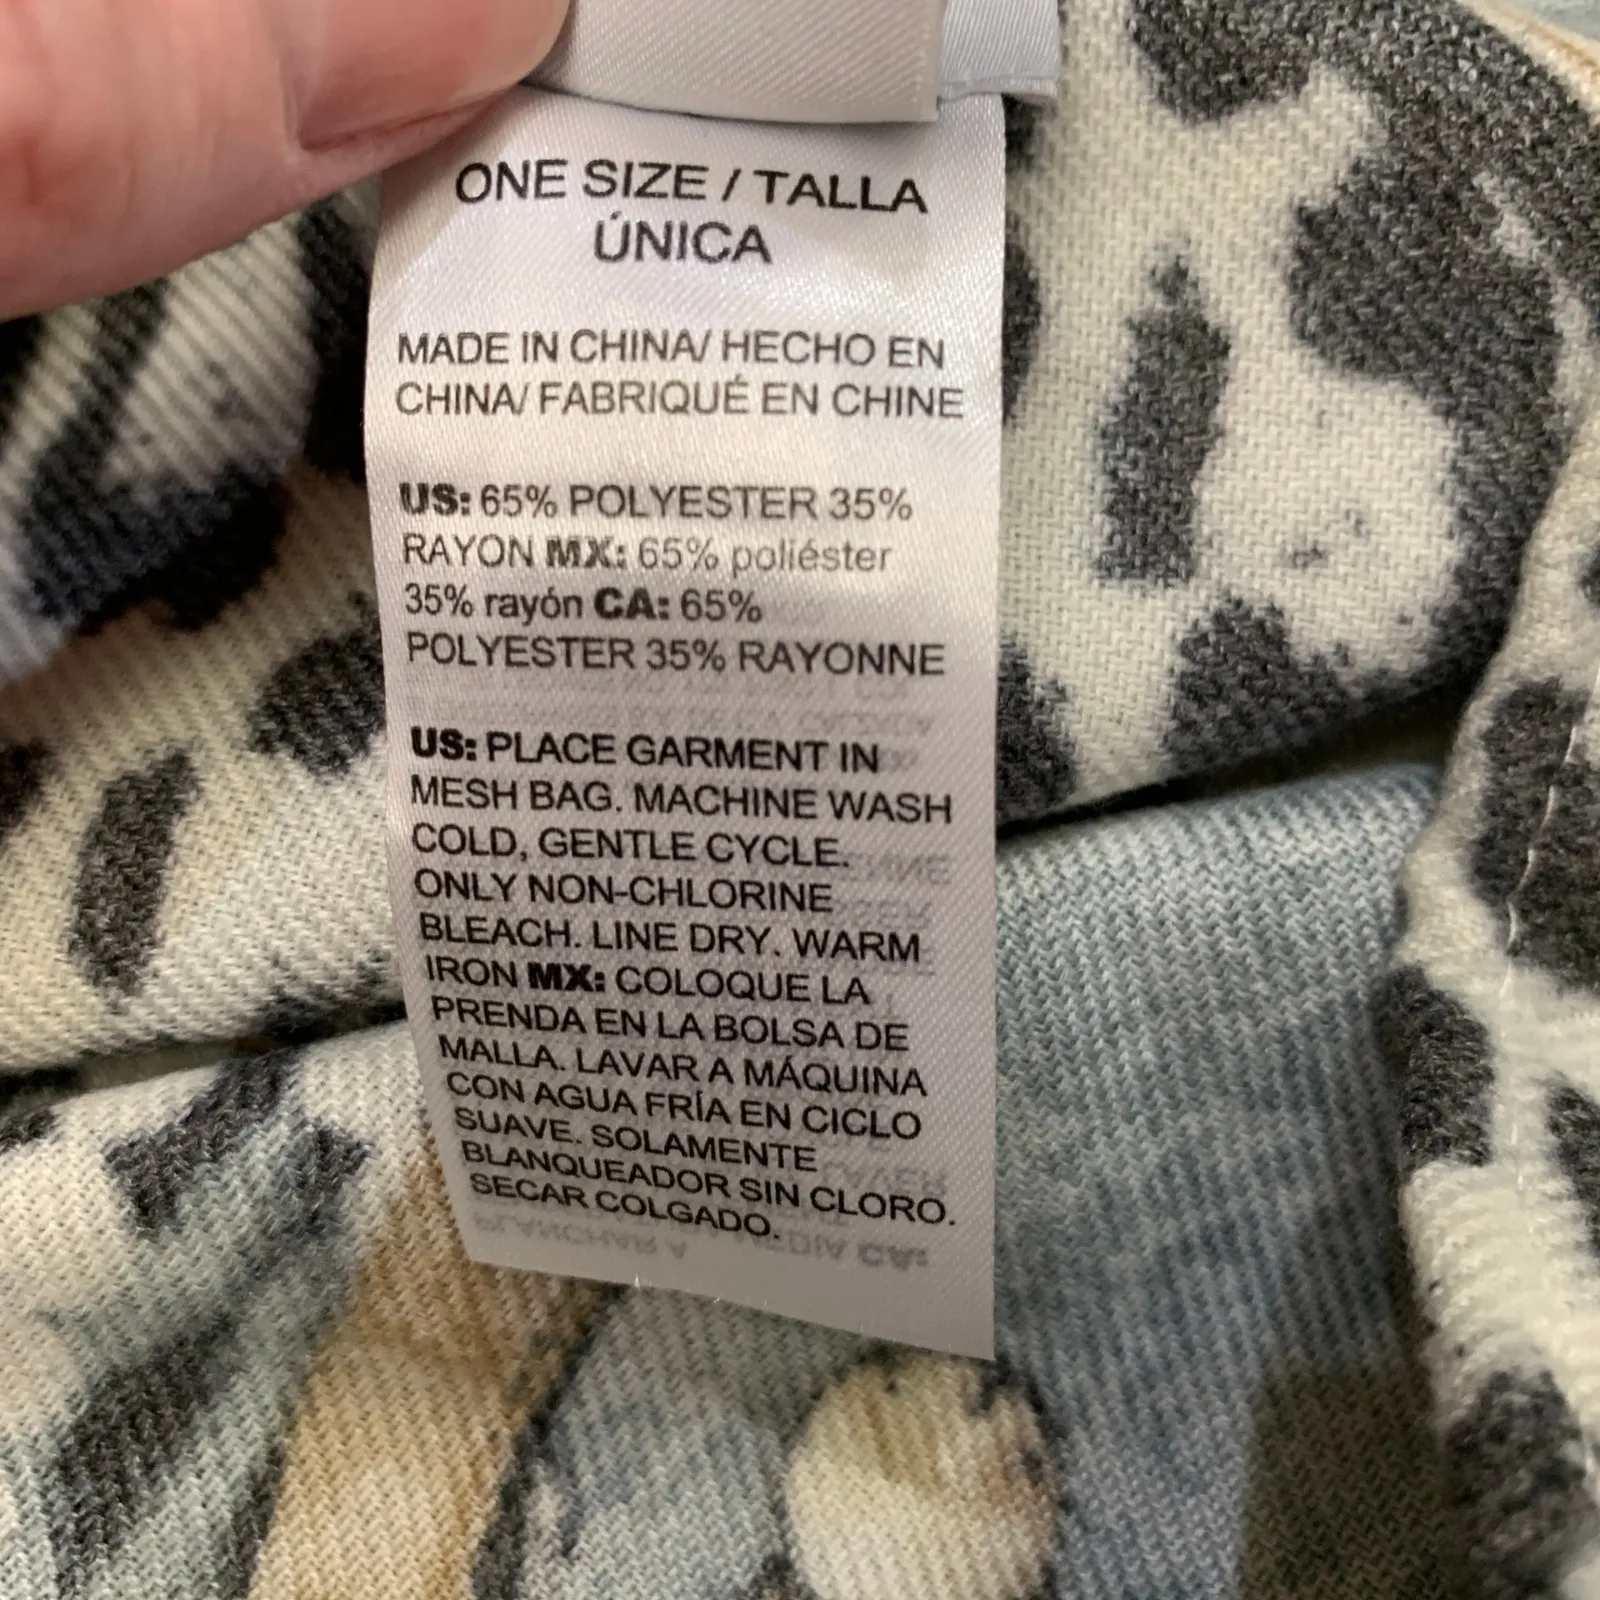 ONE SIZE / TALLA
ÚNICA
MADE IN CHINA/ HECHO EN
CHINA/ FABRIQUÉ EN CHINE
US: 65% POLYESTER 35%
RAYON MX: 65% poliéster
35% rayón CA: 65%
POLYESTER 35% RAYONNE
US: PLACE GARMENT IN
MESH BAG. MACHINE WASH
COLD, GENTLE CYCLE.
ONLY NON-CHLORINE
BLEACH. LINE DRY. WARM
IRON MX: COLOQUE LA
PRENDA EN LA BOLSA DE
MALLA. LAVAR A MÁQUINA
CON AGUA FRÍA EN CICLO
SUAVE. SOLAMENTE
BLANQUEADOR SIN CLORO.
SECAR COLGADO.